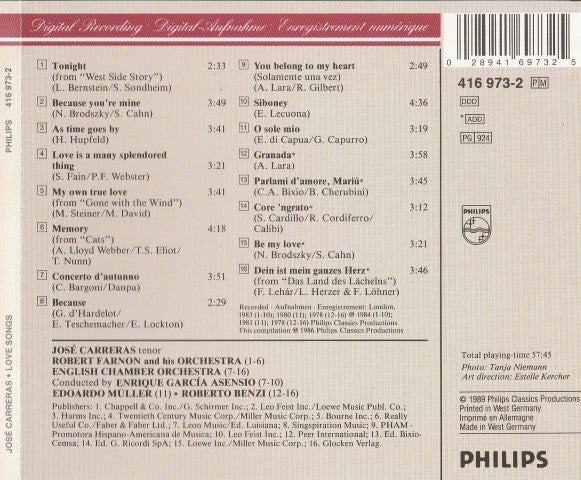 Digital Recording · Digital-Aufnahme · Enregistrement numérique
1 Tonight 2:33
(from "West Side Story")
(L. Bernstein/S. Sondheim)
2 Because you're mine 3:49
(N. Brodszky/S. Cahn)
3 As time goes by 3:41
(H. Hupfeld)
4 Love is a many splendored
thing 3:21
(S. Fain/P.F. Webster)
5 My own true love 3:41
(from "Gone with the Wind")
(M. Steiner/M. David)
6 Memory 4:18
(from "Cats")
(A. Lloyd Webber/T.S. Eliot/
T. Nunn)
7 Concerto d'autunno 3:51
(C. Bargoni/Danpa)
8 Because 2:29
(G. d'Hardelot/
E. Teschemacher/E. Lockton)
9 You belong to my heart 2:49
(Solamente una vez)
(A. Lara/R. Gilbert)
10 Siboney 4:36
(E. Lecuona)
11 O sole mio 3:19
(E. di Capua/G. Capurro)
12 Granada* 3:58
(A. Lara)
13 Parlami d'amore, Mariù* 3:45
(C.A. Bixio/B. Cherubini)
14 Core 'ngrato* 3:12
(S. Cardillo/R. Cordiferro/
Calibi)
15 Be my love* 3:21
(N. Brodszky/S. Cahn)
16 Dein ist mein ganzes Herz* 3:46
(from "Das Land des Lächelns")
(F. Lehár/L. Herzer & F. Löhner)
Recorded · Aufnahmen · Enregistrement: London,
1983 (1-10); 1980 (11); 1978 (12-16) ℗ 1984 (1-10);
1981 (11); 1978 (12-16) Philips Classics Productions
This compilation ℗ 1986 Philips Classics Productions
JOSÉ CARRERAS tenor
ROBERT FARNON and his ORCHESTRA (1-6)
ENGLISH CHAMBER ORCHESTRA (7-16)
Conducted by ENRIQUE GARCÍA ASENSIO (7-10)
EDOARDO MÜLLER (11) • ROBERTO BENZI (12-16)
Publishers: 1. Chappell & Co. Inc./G. Schirmer Inc.; 2. Leo Feist Inc./Loewe Music Publ. Co.;
3. Harms Inc.; 4. Twentieth Century Music Corp./Miller Music Corp.; 5. Bourne Inc.; 6. Really
Useful Co./Faber & Faber Ltd.; 7. Leon Music/Ed. Luisiana; 8. Singspiration Music; 9. PHAM -
Promotora Hispano-Americana de Musica; 10. Leo Feist Inc.; 12. Peer International; 13. Ed. Bixio-
Cemsa; 14. Ed. G. Ricordi SpA; 15. Loewe Inc./Miller Music Corp.; 16. Glocken Verlag.
0 28941 69732 5
416 973-2 PM
DDD
*ADD
PG 924
PHILIPS
Total playing-time 57:45
Photo: Tanja Niemann
Art direction: Estelle Kercher
© 1989 Philips Classics Productions
Printed in West Germany
Imprimé en Allemagne
Made in West Germany
PHILIPS
JOSÉ CARRERAS • LOVE SONGS PHILIPS 416 973-2